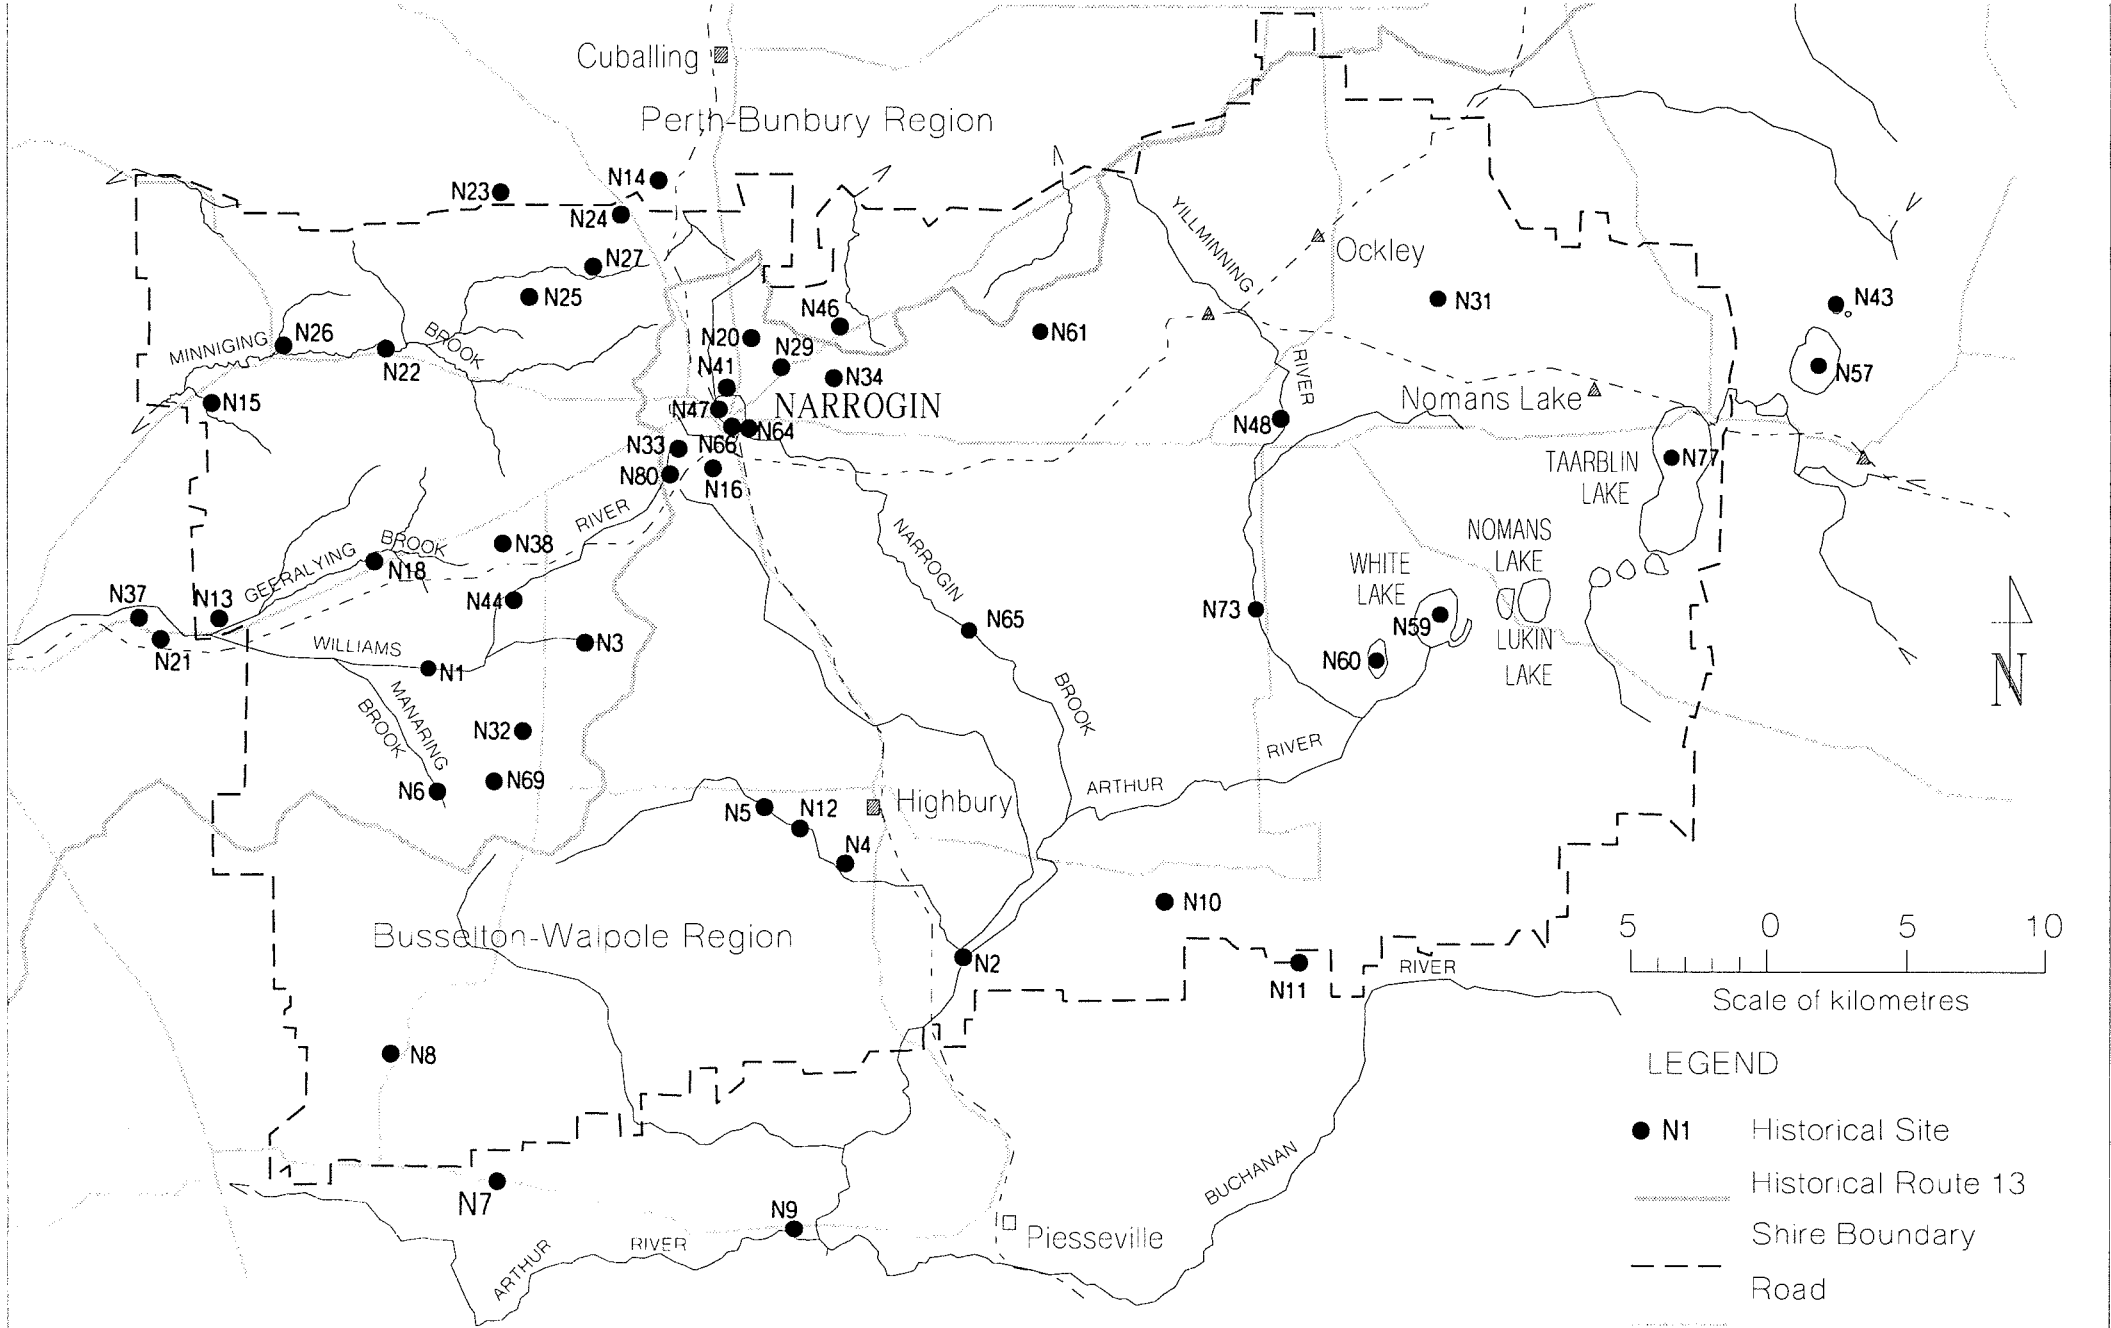 Cuballing
Perth-Bunbury Region
N23
N14
N24
N27
N25
YILLMINNING
RIVER
Ockley
N31
N43
N57
N46
N20
N29
N61
N41
N34
N47
NARROGIN
MINNIGING
BROOK
N26
N22
N15
Nomans Lake
N48
N66
N64
N33
N80
N16
TAARBLIN
LAKE
N77
RIVER
NARROGIN
BROOK
N38
GEERALYING
BROOK
N18
N44
NOMANS
LAKE
WHITE
LAKE
N37
N13
N21
WILLIAMS
N1
N3
N65
N73
N59
N60
LUKIN
LAKE
N
MANARING
BROOK
N32
N69
N6
RIVER
ARTHUR
N5
N12
Highbury
N4
N10
Busselton-Walpole Region
N2
N11
RIVER
N8
BUCHANAN
N7
N9
ARTHUR
RIVER
Piesseville
5 0 5 10
Scale of kilometres
LEGEND
N1 Historical Site
Historical Route 13
Shire Boundary
Road